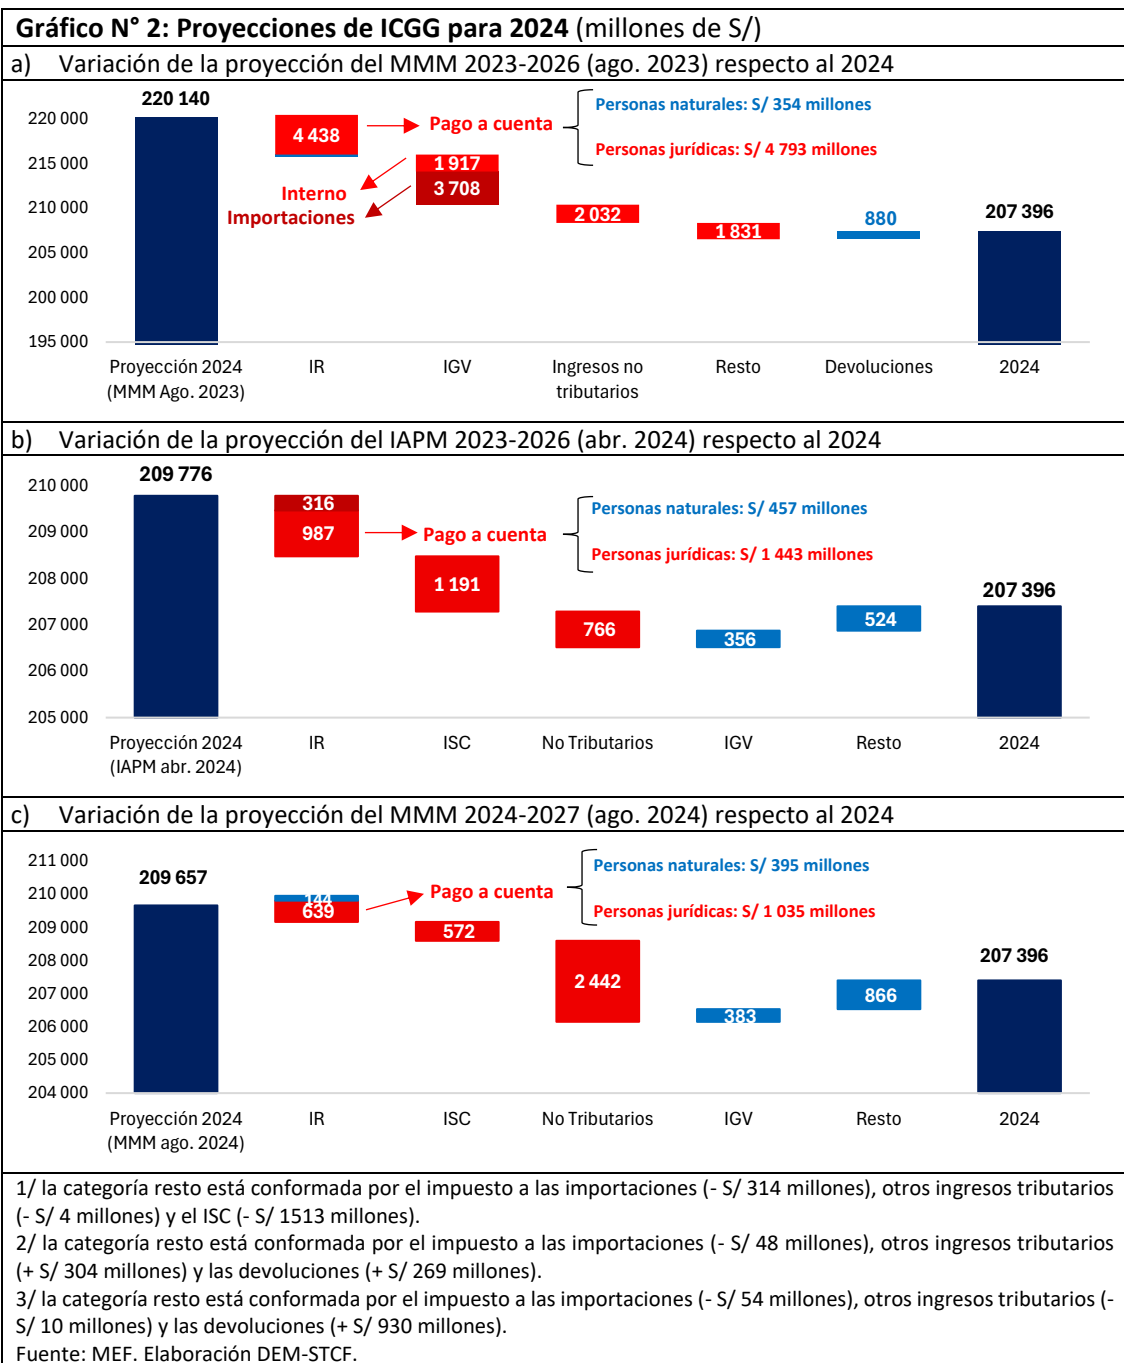 Gráfico N° 2: Proyecciones de ICGG para 2024 (millones de S/)
a) Variación de la proyección del MMM 2023-2026 (ago. 2023) respecto al 2024
220 140
220 000
215 000
210 000
205 000
200 000
195 000
4 438
Pago a cuenta
Personas naturales: S/ 354 millones
Personas jurídicas: S/ 4 793 millones
1 917
3 708
Interno
Importaciones
2 032
1 831
880
207 396
Proyección 2024
(MMM Ago. 2023)
IR
IGV
Ingresos no
tributarios
Resto
Devoluciones
2024
b) Variación de la proyección del IAPM 2023-2026 (abr. 2024) respecto al 2024
209 776
210 000
209 000
208 000
207 000
206 000
205 000
316
987
Pago a cuenta
Personas naturales: S/ 457 millones
Personas jurídicas: S/ 1 443 millones
1 191
766
356
524
207 396
Proyección 2024
(IAPM abr. 2024)
IR
ISC
No Tributarios
IGV
Resto
2024
c) Variación de la proyección del MMM 2024-2027 (ago. 2024) respecto al 2024
211 000
210 000
209 000
208 000
207 000
206 000
205 000
204 000
209 657
144
639
Pago a cuenta
Personas naturales: S/ 395 millones
Personas jurídicas: S/ 1 035 millones
572
2 442
383
866
207 396
Proyección 2024
(MMM ago. 2024)
IR
ISC
No Tributarios
IGV
Resto
2024
1/ la categoría resto está conformada por el impuesto a las importaciones (- S/ 314 millones), otros ingresos tributarios
(- S/ 4 millones) y el ISC (- S/ 1513 millones).
2/ la categoría resto está conformada por el impuesto a las importaciones (- S/ 48 millones), otros ingresos tributarios
(+ S/ 304 millones) y las devoluciones (+ S/ 269 millones).
3/ la categoría resto está conformada por el impuesto a las importaciones (- S/ 54 millones), otros ingresos tributarios (-
S/ 10 millones) y las devoluciones (+ S/ 930 millones).
Fuente: MEF. Elaboración DEM-STCF.